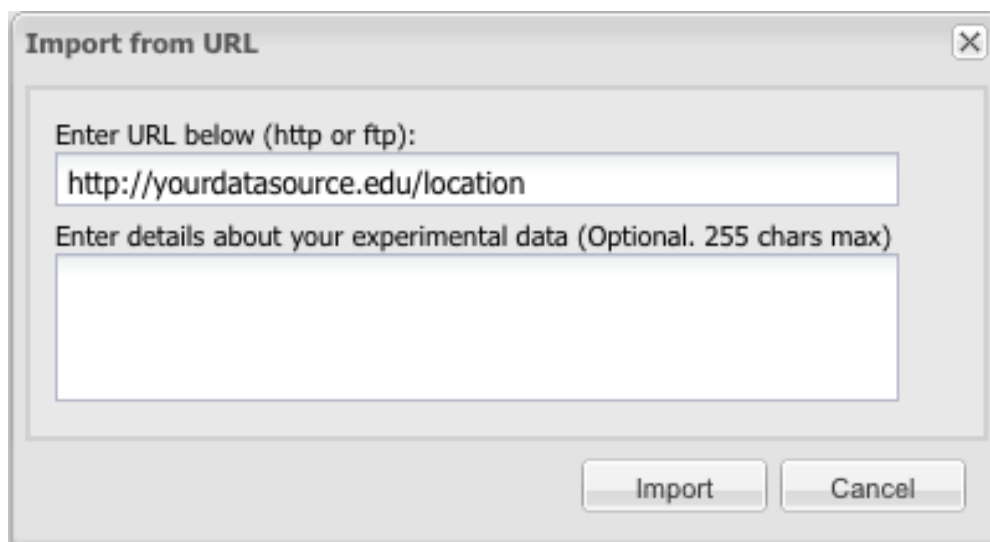 Import from URL
Enter URL below (http or ftp):
http://yourdatasource.edu/location
Enter details about your experimental data (Optional. 255 chars max)
Import Cancel